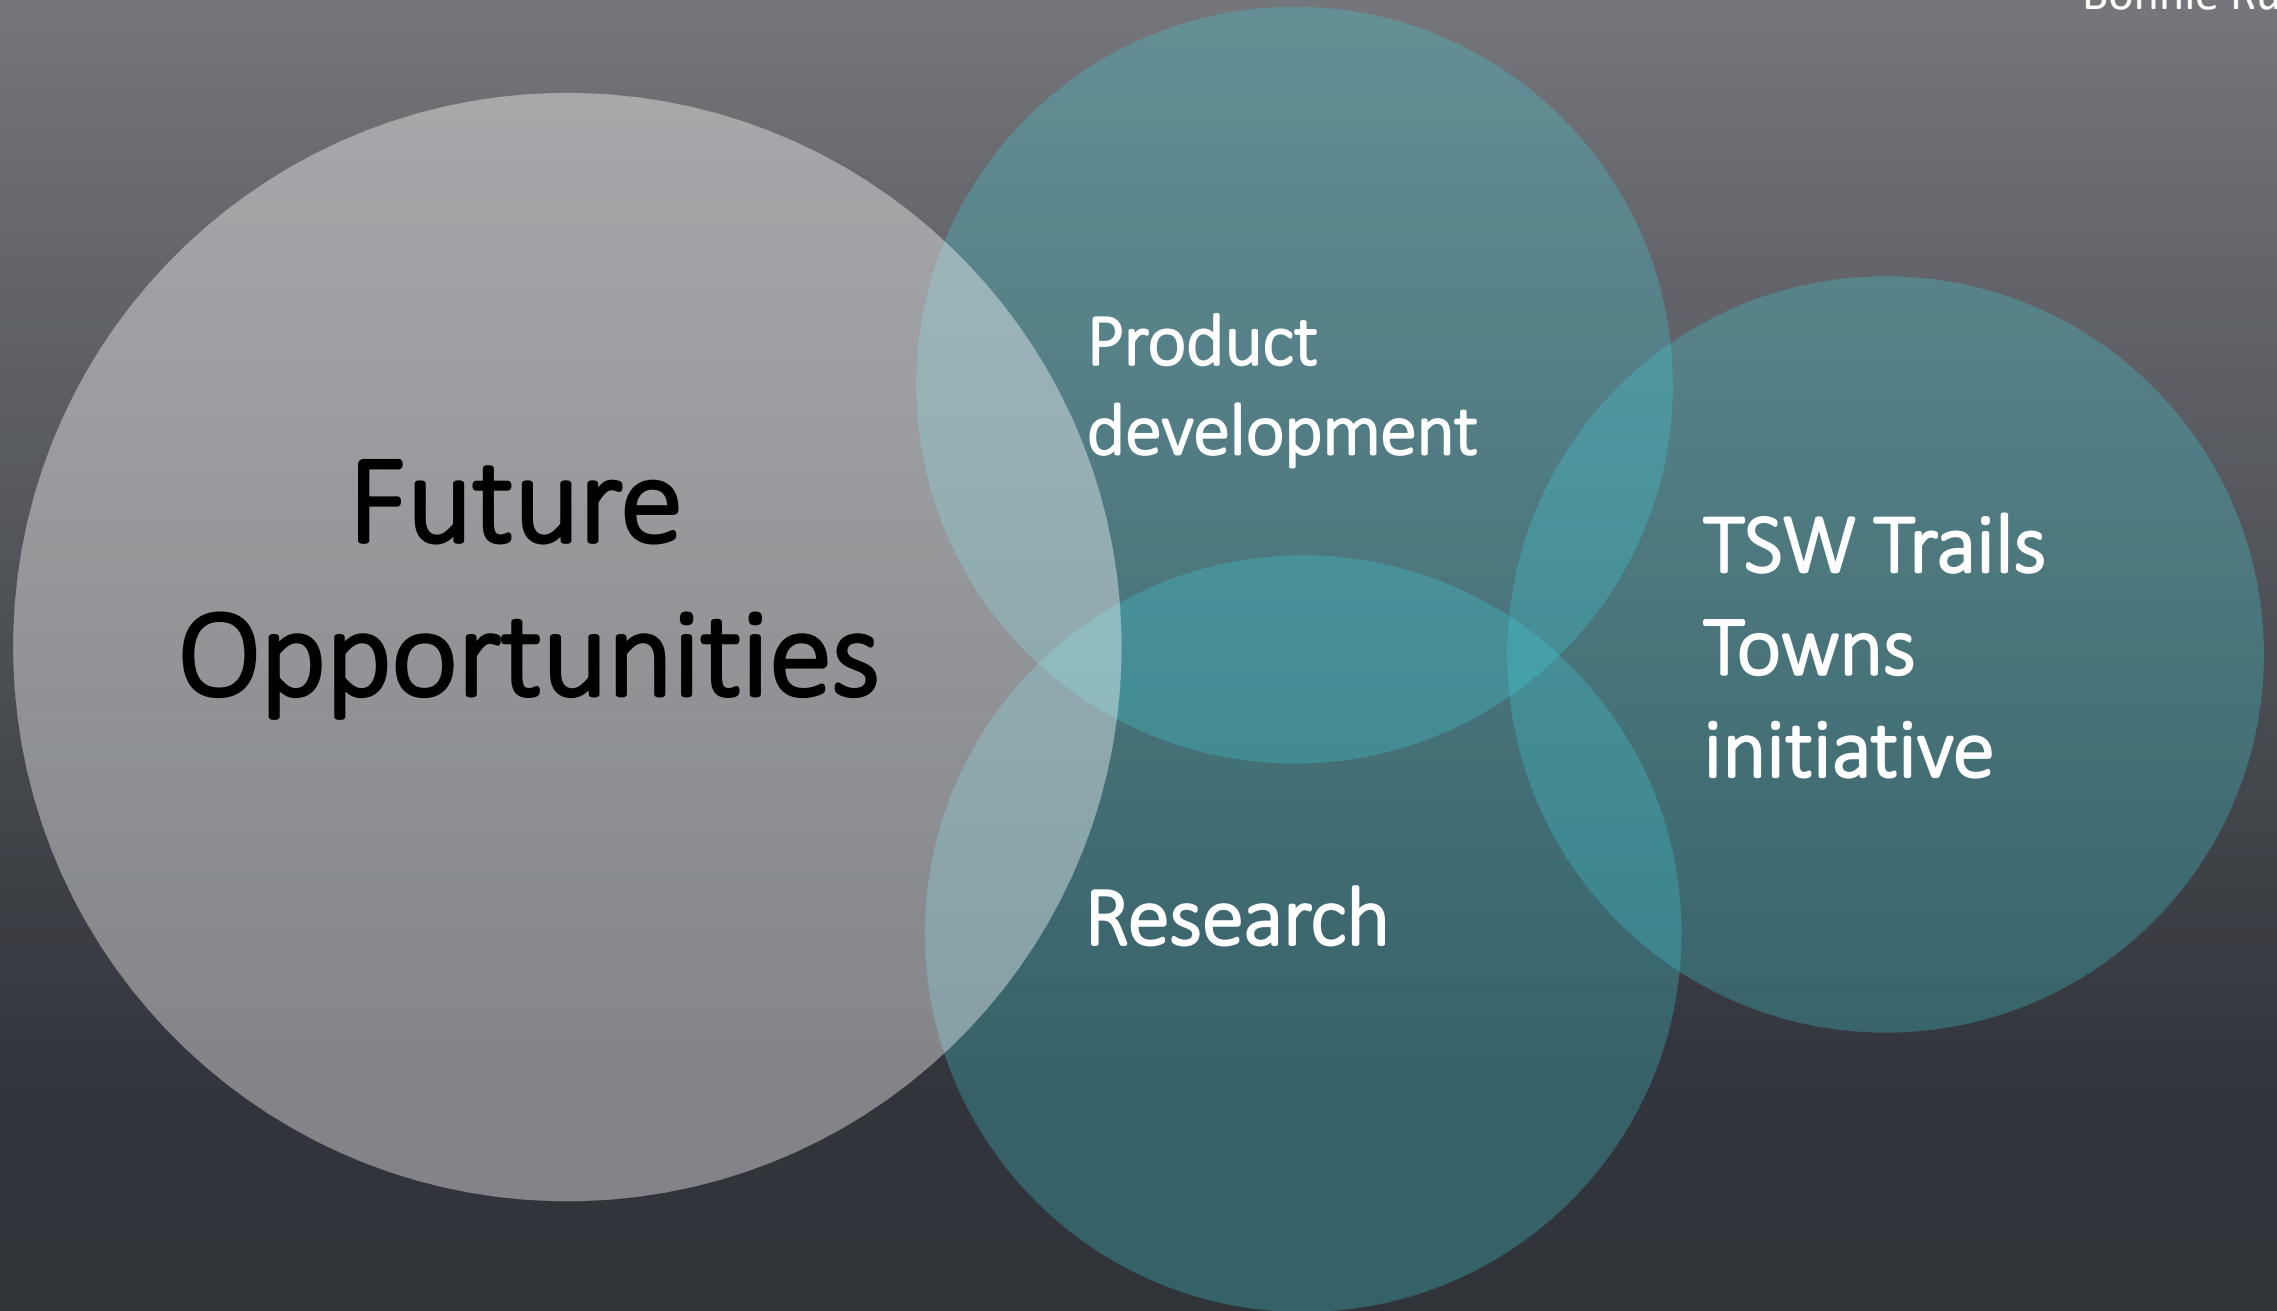 Future
Opportunities
Product
development
TSW Trails
Towns
initiative
Research